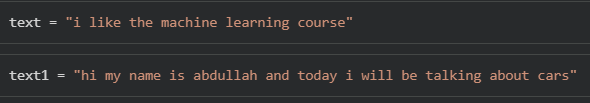 text = "i like the machine learning course"
text1 = "hi my name is abdullah and today i will be talking about cars"